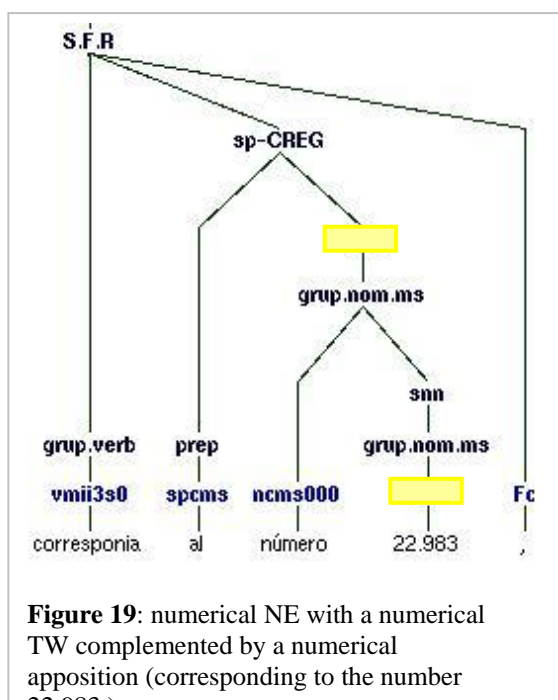 S.F.R
sp-CREG
grup.nom.ms
snn
grup.verb prep grup.nom.ms
vmii3s0 spcms ncms000 Fc
corresponia al número 22.983 ,
Figure 19: numerical NE with a numerical
TW complemented by a numerical
apposition (corresponding to the number